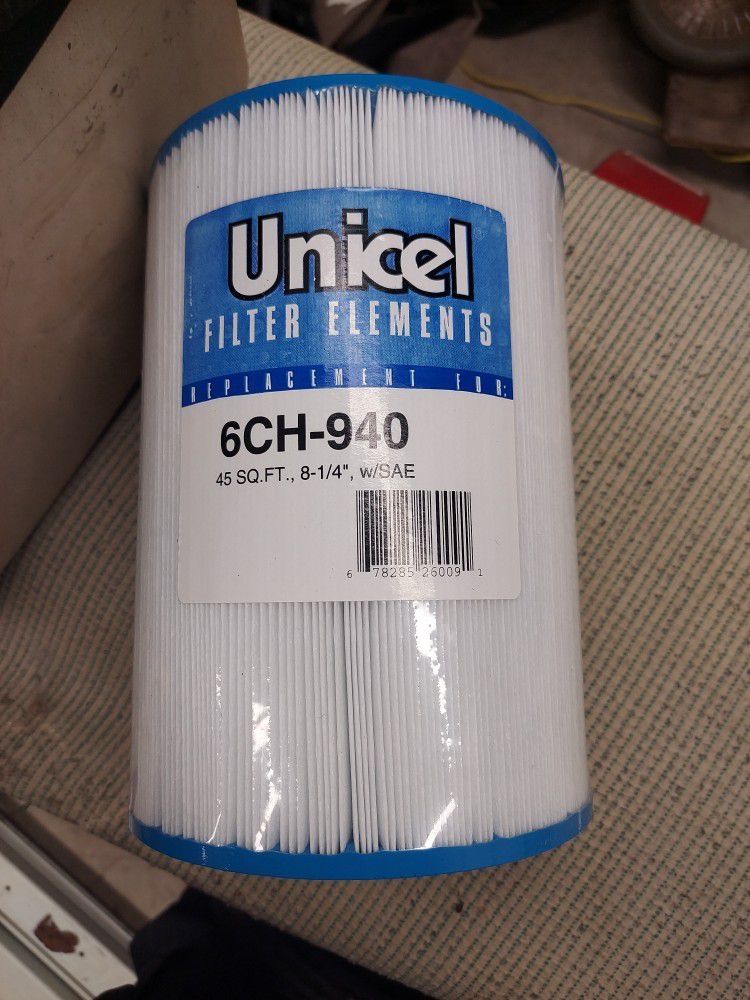 Unicel
FILTER ELEMENTS
REPLACEMENT FOR:
6CH-940
45 SQ.FT., 8-1/4", w/SAE
6 78285 26009 1